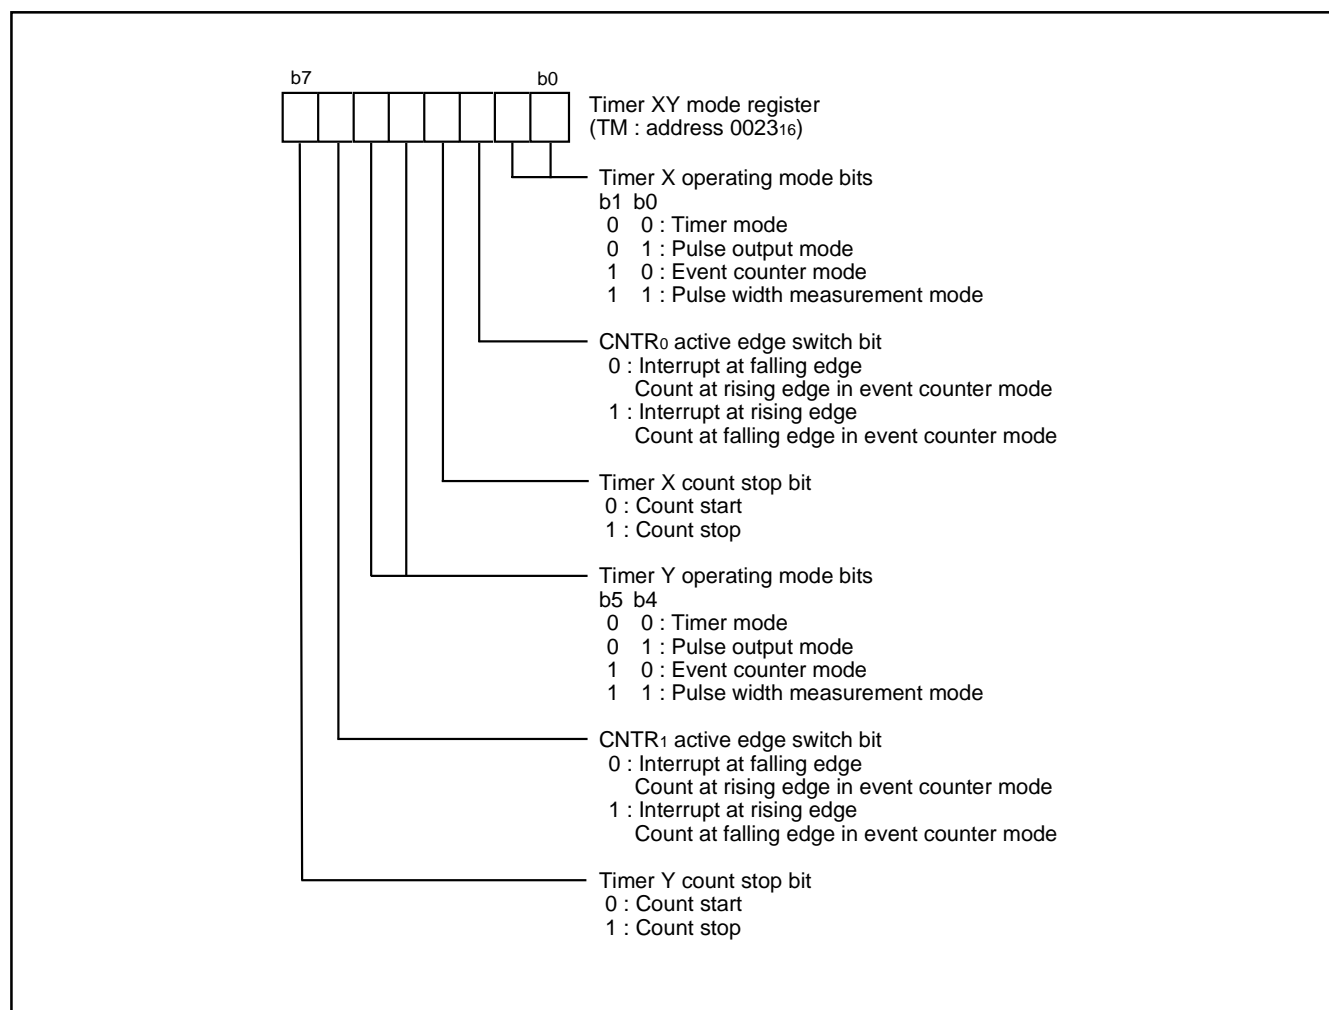 b7 b0
Timer XY mode register
(TM : address 002316)
Timer X operating mode bits
b1 b0
0 0 : Timer mode
0 1 : Pulse output mode
1 0 : Event counter mode
1 1 : Pulse width measurement mode
CNTR0 active edge switch bit
0 : Interrupt at falling edge
Count at rising edge in event counter mode
1 : Interrupt at rising edge
Count at falling edge in event counter mode
Timer X count stop bit
0 : Count start
1 : Count stop
Timer Y operating mode bits
b5 b4
0 0 : Timer mode
0 1 : Pulse output mode
1 0 : Event counter mode
1 1 : Pulse width measurement mode
CNTR1 active edge switch bit
0 : Interrupt at falling edge
Count at rising edge in event counter mode
1 : Interrupt at rising edge
Count at falling edge in event counter mode
Timer Y count stop bit
0 : Count start
1 : Count stop